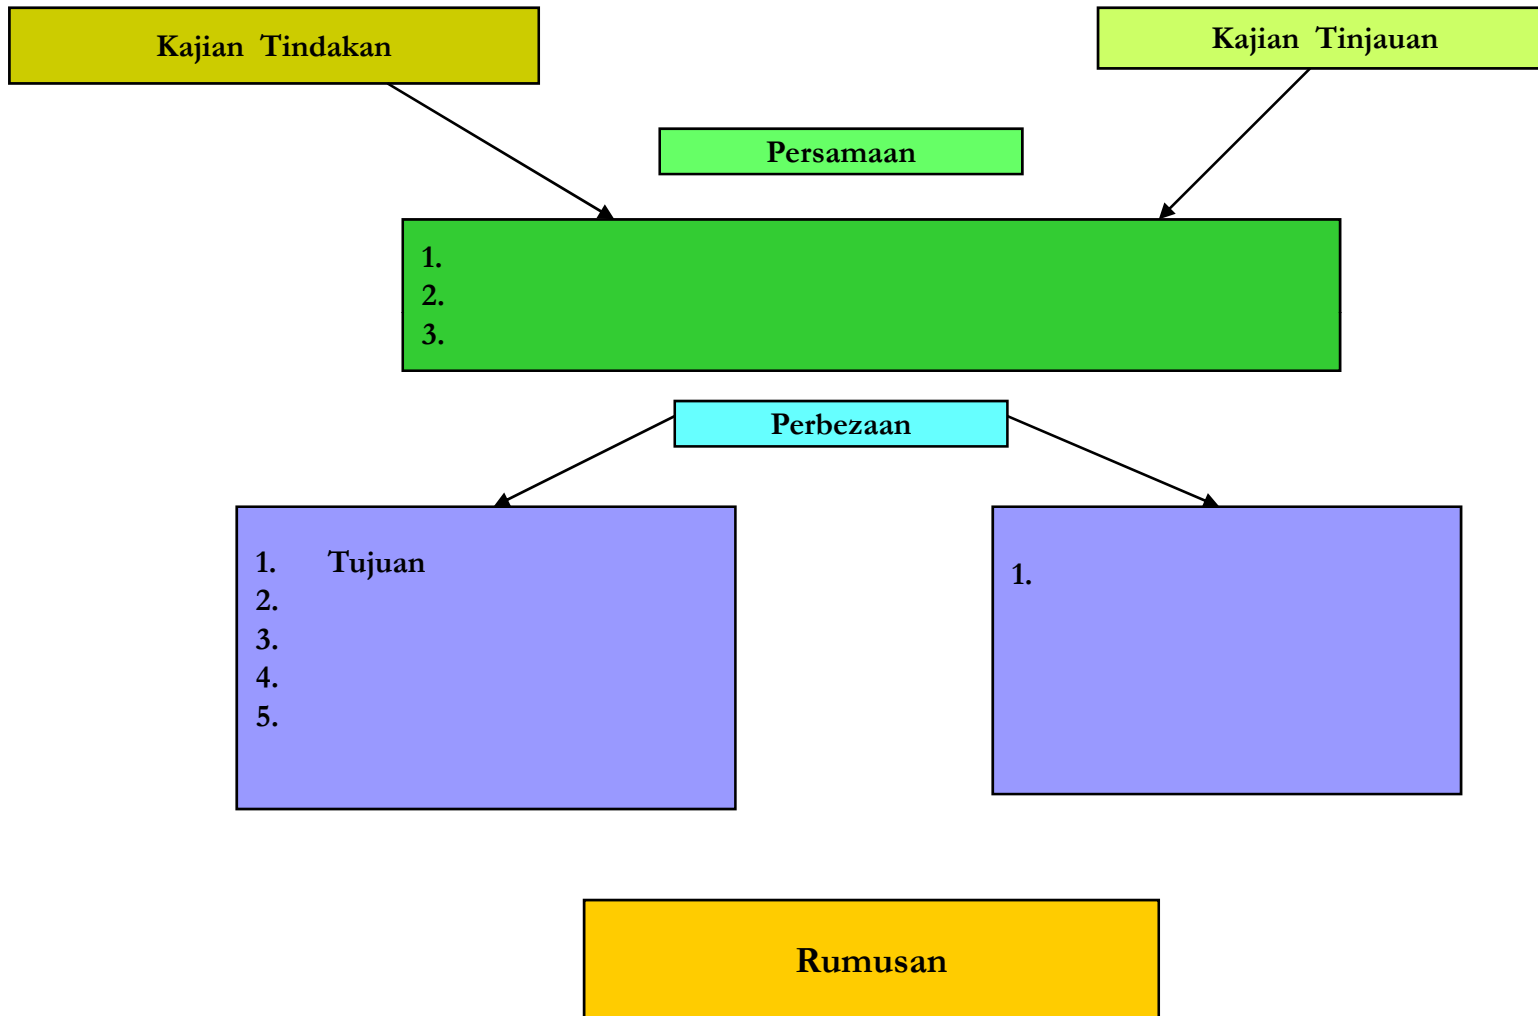 Kajian Tindakan
Kajian Tinjauan
Persamaan
1.
2.
3.
Perbezaan
1. Tujuan
2.
3.
4.
5.
1.
Rumusan